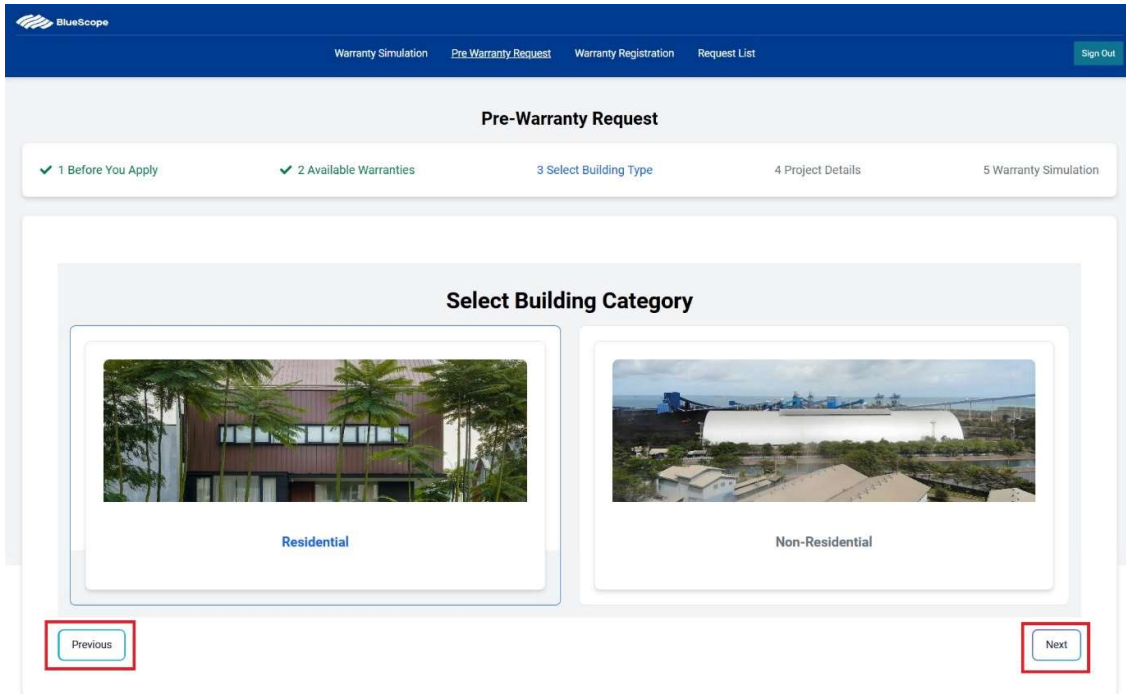 BlueScope
Warranty Simulation Pre Warranty Request Warranty Registration Request List Sign Out
Pre-Warranty Request
✔ 1 Before You Apply ✔ 2 Available Warranties 3 Select Building Type 4 Project Details 5 Warranty Simulation
Select Building Category
Residential Non-Residential
Previous Next